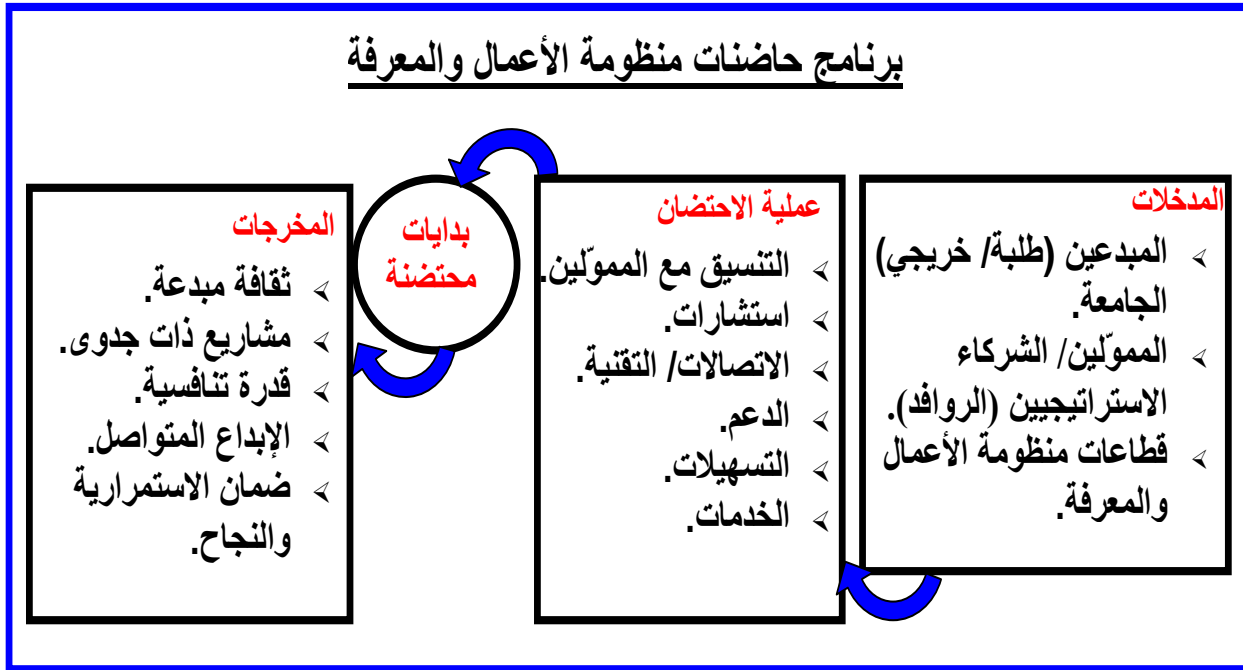 برنامج حاضنات منظومة الأعمال والمعرفة
المدخلات
المبدعين (طلبة/ خريجي)
الجامعة.
المموّلين/ الشركاء
الاستراتيجيين (الروافد).
قطاعات منظومة الأعمال
والمعرفة.
عملية الاحتضان
التنسيق مع المموّلين.
استشارات.
الاتصالات/ التقنية.
الدعم.
التسهيلات.
الخدمات.
بدايات
محتضنة
المخرجات
ثقافة مبدعة.
مشاريع ذات جدوى.
قدرة تنافسية.
الإبداع المتواصل.
ضمان الاستمرارية
والنجاح.